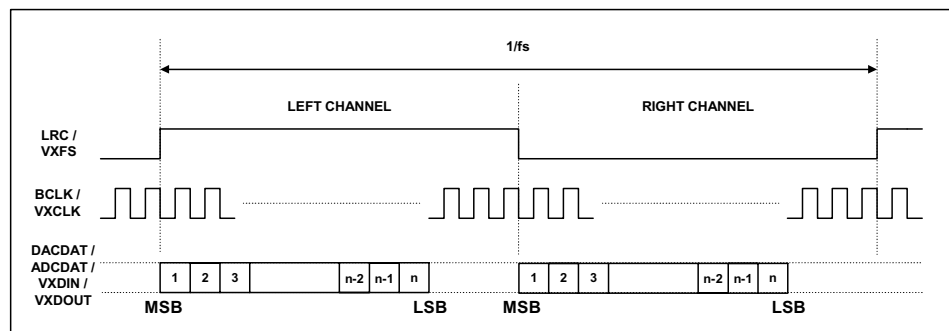 1/fs
LEFT CHANNEL
RIGHT CHANNEL
LRC /
VXFS
BCLK /
VXCLK
DACDAT /
ADCDAT /
VXDIN /
VXDOUT
1 2 3 n-2 n-1 n 1 2 3 n-2 n-1 n
MSB LSB MSB LSB